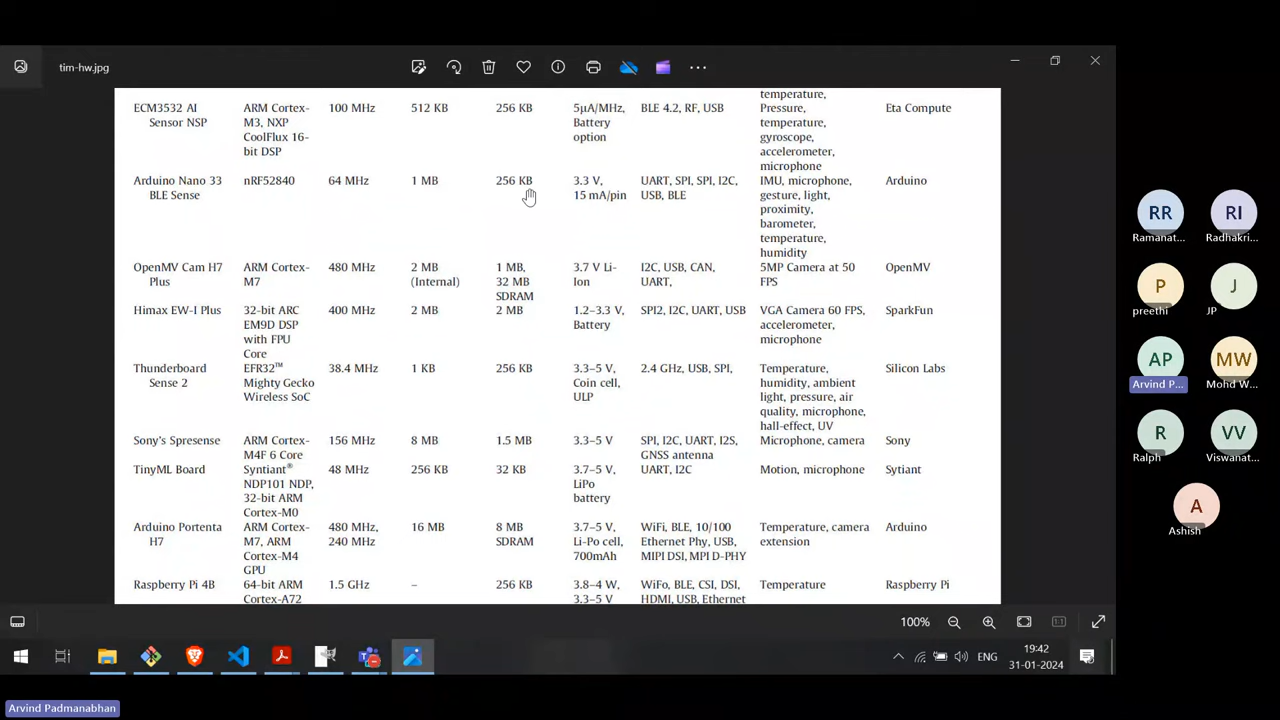 tim-hw.jpg
temperature,
ECM3532 AI ARM Cortex- 100 MHz 512 KB 256 KB 5µA/MHz, BLE 4.2, RF, USB Pressure, Eta Compute
Sensor NSP M3, NXP Battery temperature,
CoolFlux 16- option gyroscope,
bit DSP accelerometer,
microphone
Arduino Nano 33 nRF52840 64 MHz 1 MB 256 KB 3.3 V, UART, SPI, SPI, I2C, IMU, microphone, Arduino
BLE Sense 15 mA/pin USB, BLE gesture, light,
proximity,
barometer,
temperature,
humidity
OpenMV Cam H7 ARM Cortex- 480 MHz 2 MB 1 MB, 3.7 V Li- I2C, USB, CAN, 5MP Camera at 50 OpenMV
Plus M7 (Internal) 32 MB Ion UART, FPS
SDRAM
Himax EW-I Plus 32-bit ARC 400 MHz 2 MB 2 MB 1.2–3.3 V, SPI2, I2C, UART, USB VGA Camera 60 FPS, SparkFun
EM9D DSP Battery accelerometer,
with FPU microphone
Core
Thunderboard EFR32™ 38.4 MHz 1 KB 256 KB 3.3–5 V, 2.4 GHz, USB, SPI, Temperature, Silicon Labs
Sense 2 Mighty Gecko Coin cell, humidity, ambient
Wireless SoC ULP light, pressure, air
quality, microphone,
hall-effect, UV
Sony's Spresense ARM Cortex- 156 MHz 8 MB 1.5 MB 3.3–5 V SPI, I2C, UART, I2S, Microphone, camera Sony
M4F 6 Core GNSS antenna
TinyML Board Syntiant® 48 MHz 256 KB 32 KB 3.7–5 V, UART, I2C Motion, microphone Sytiant
NDP101 NDP, LiPo
32-bit ARM battery
Cortex-M0
Arduino Portenta ARM Cortex- 480 MHz, 16 MB 8 MB 3.7–5 V, WiFi, BLE, 10/100 Temperature, camera Arduino
H7 M7, ARM 240 MHz SDRAM Li-Po cell, Ethernet Phy, USB, extension
Cortex-M4 700mAh MIPI DSI, MPI D-PHY
GPU
Raspberry Pi 4B 64-bit ARM 1.5 GHz – 256 KB 3.8–4 W, WiFo, BLE, CSI, DSI, Temperature Raspberry Pi
Cortex-A72 3.3–5 V HDMI, USB, Ethernet
100%
1:1
ENG
19:42
31-01-2024
RR RI
Ramanat... Radhakri...
P J
preethi JP
AP MW
Arvind P... Mohd W...
R VV
Ralph Viswanat...
A
Ashish
Arvind Padmanabhan